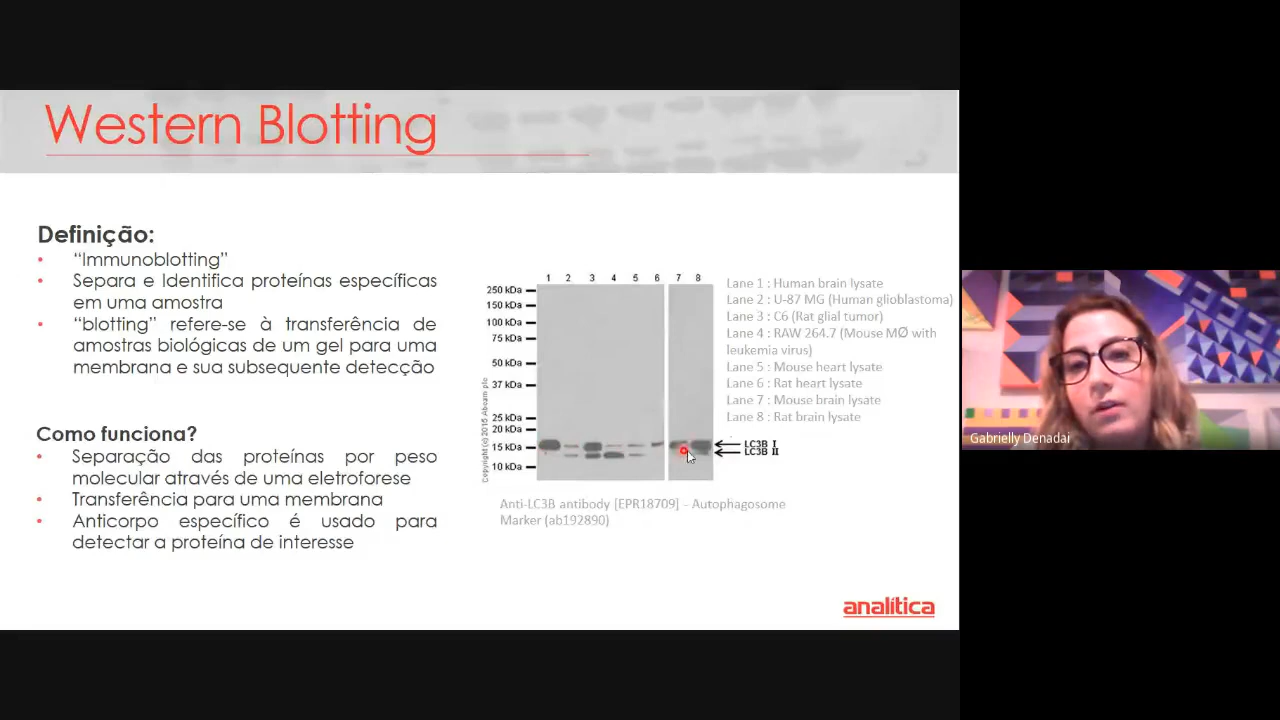 Western Blotting
Definição:
• “Immunoblotting”
• Separa e Identifica proteínas específicas
em uma amostra
• “blotting” refere-se à transferência de
amostras biológicas de um gel para uma
membrana e sua subsequente detecção
Como funciona?
• Separação das proteínas por peso
molecular através de uma eletroforese
• Transferência para uma membrana
• Anticorpo específico é usado para
detectar a proteína de interesse
1 2 3 4 5 6 7 8
250 kDa
150 kDa
100 kDa
75 kDa
50 kDa
37 kDa
25 kDa
20 kDa
15 kDa
10 kDa
Copyright (c) 2015 Abcam plc
LC3B I
LC3B II
Lane 1 : Human brain lysate
Lane 2 : U-87 MG (Human glioblastoma)
Lane 3 : C6 (Rat glial tumor)
Lane 4 : RAW 264.7 (Mouse MØ with
leukemia virus)
Lane 5 : Mouse heart lysate
Lane 6 : Rat heart lysate
Lane 7 : Mouse brain lysate
Lane 8 : Rat brain lysate
Anti-LC3B antibody [EPR18709] – Autophagosome
Marker (ab192890)
analítica
Gabrielly Denadai